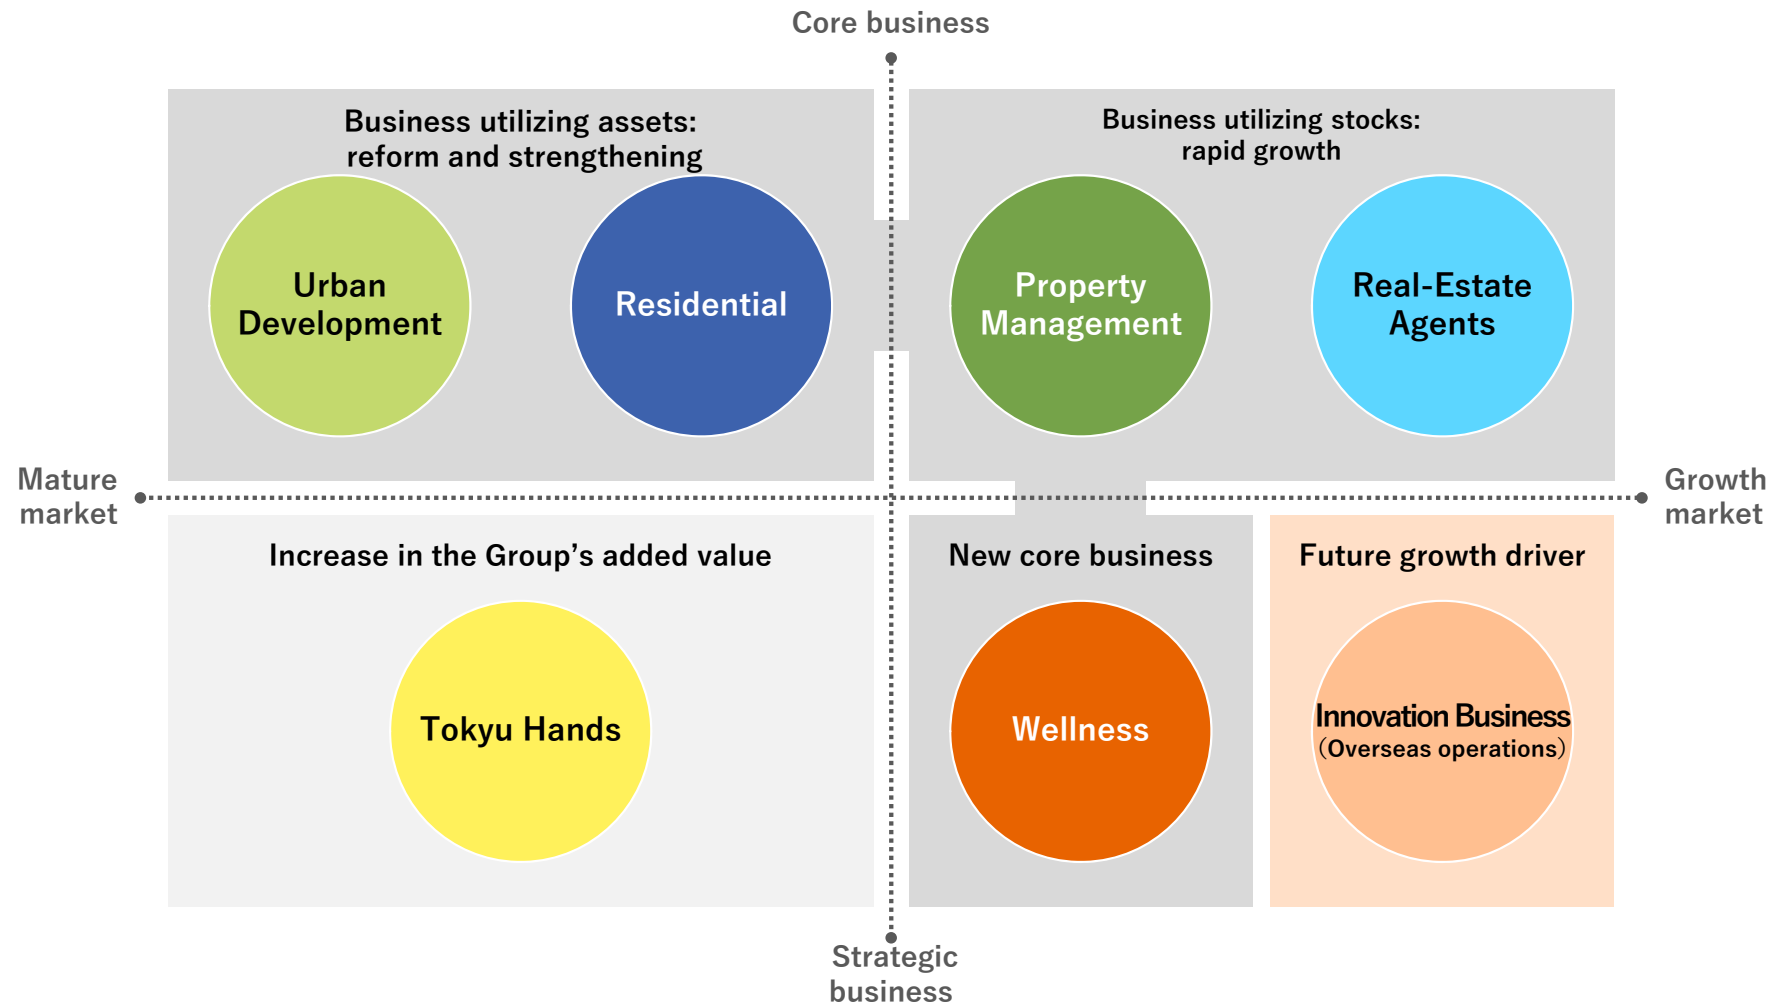 Core business
Business utilizing assets:
reform and strengthening
Business utilizing stocks:
rapid growth
Urban
Development
Residential
Property
Management
Real-Estate
Agents
Mature
market
Growth
market
Increase in the Group’s added value
New core business
Future growth driver
Tokyu Hands
Wellness
Innovation Business
（Overseas operations）
Strategic
business